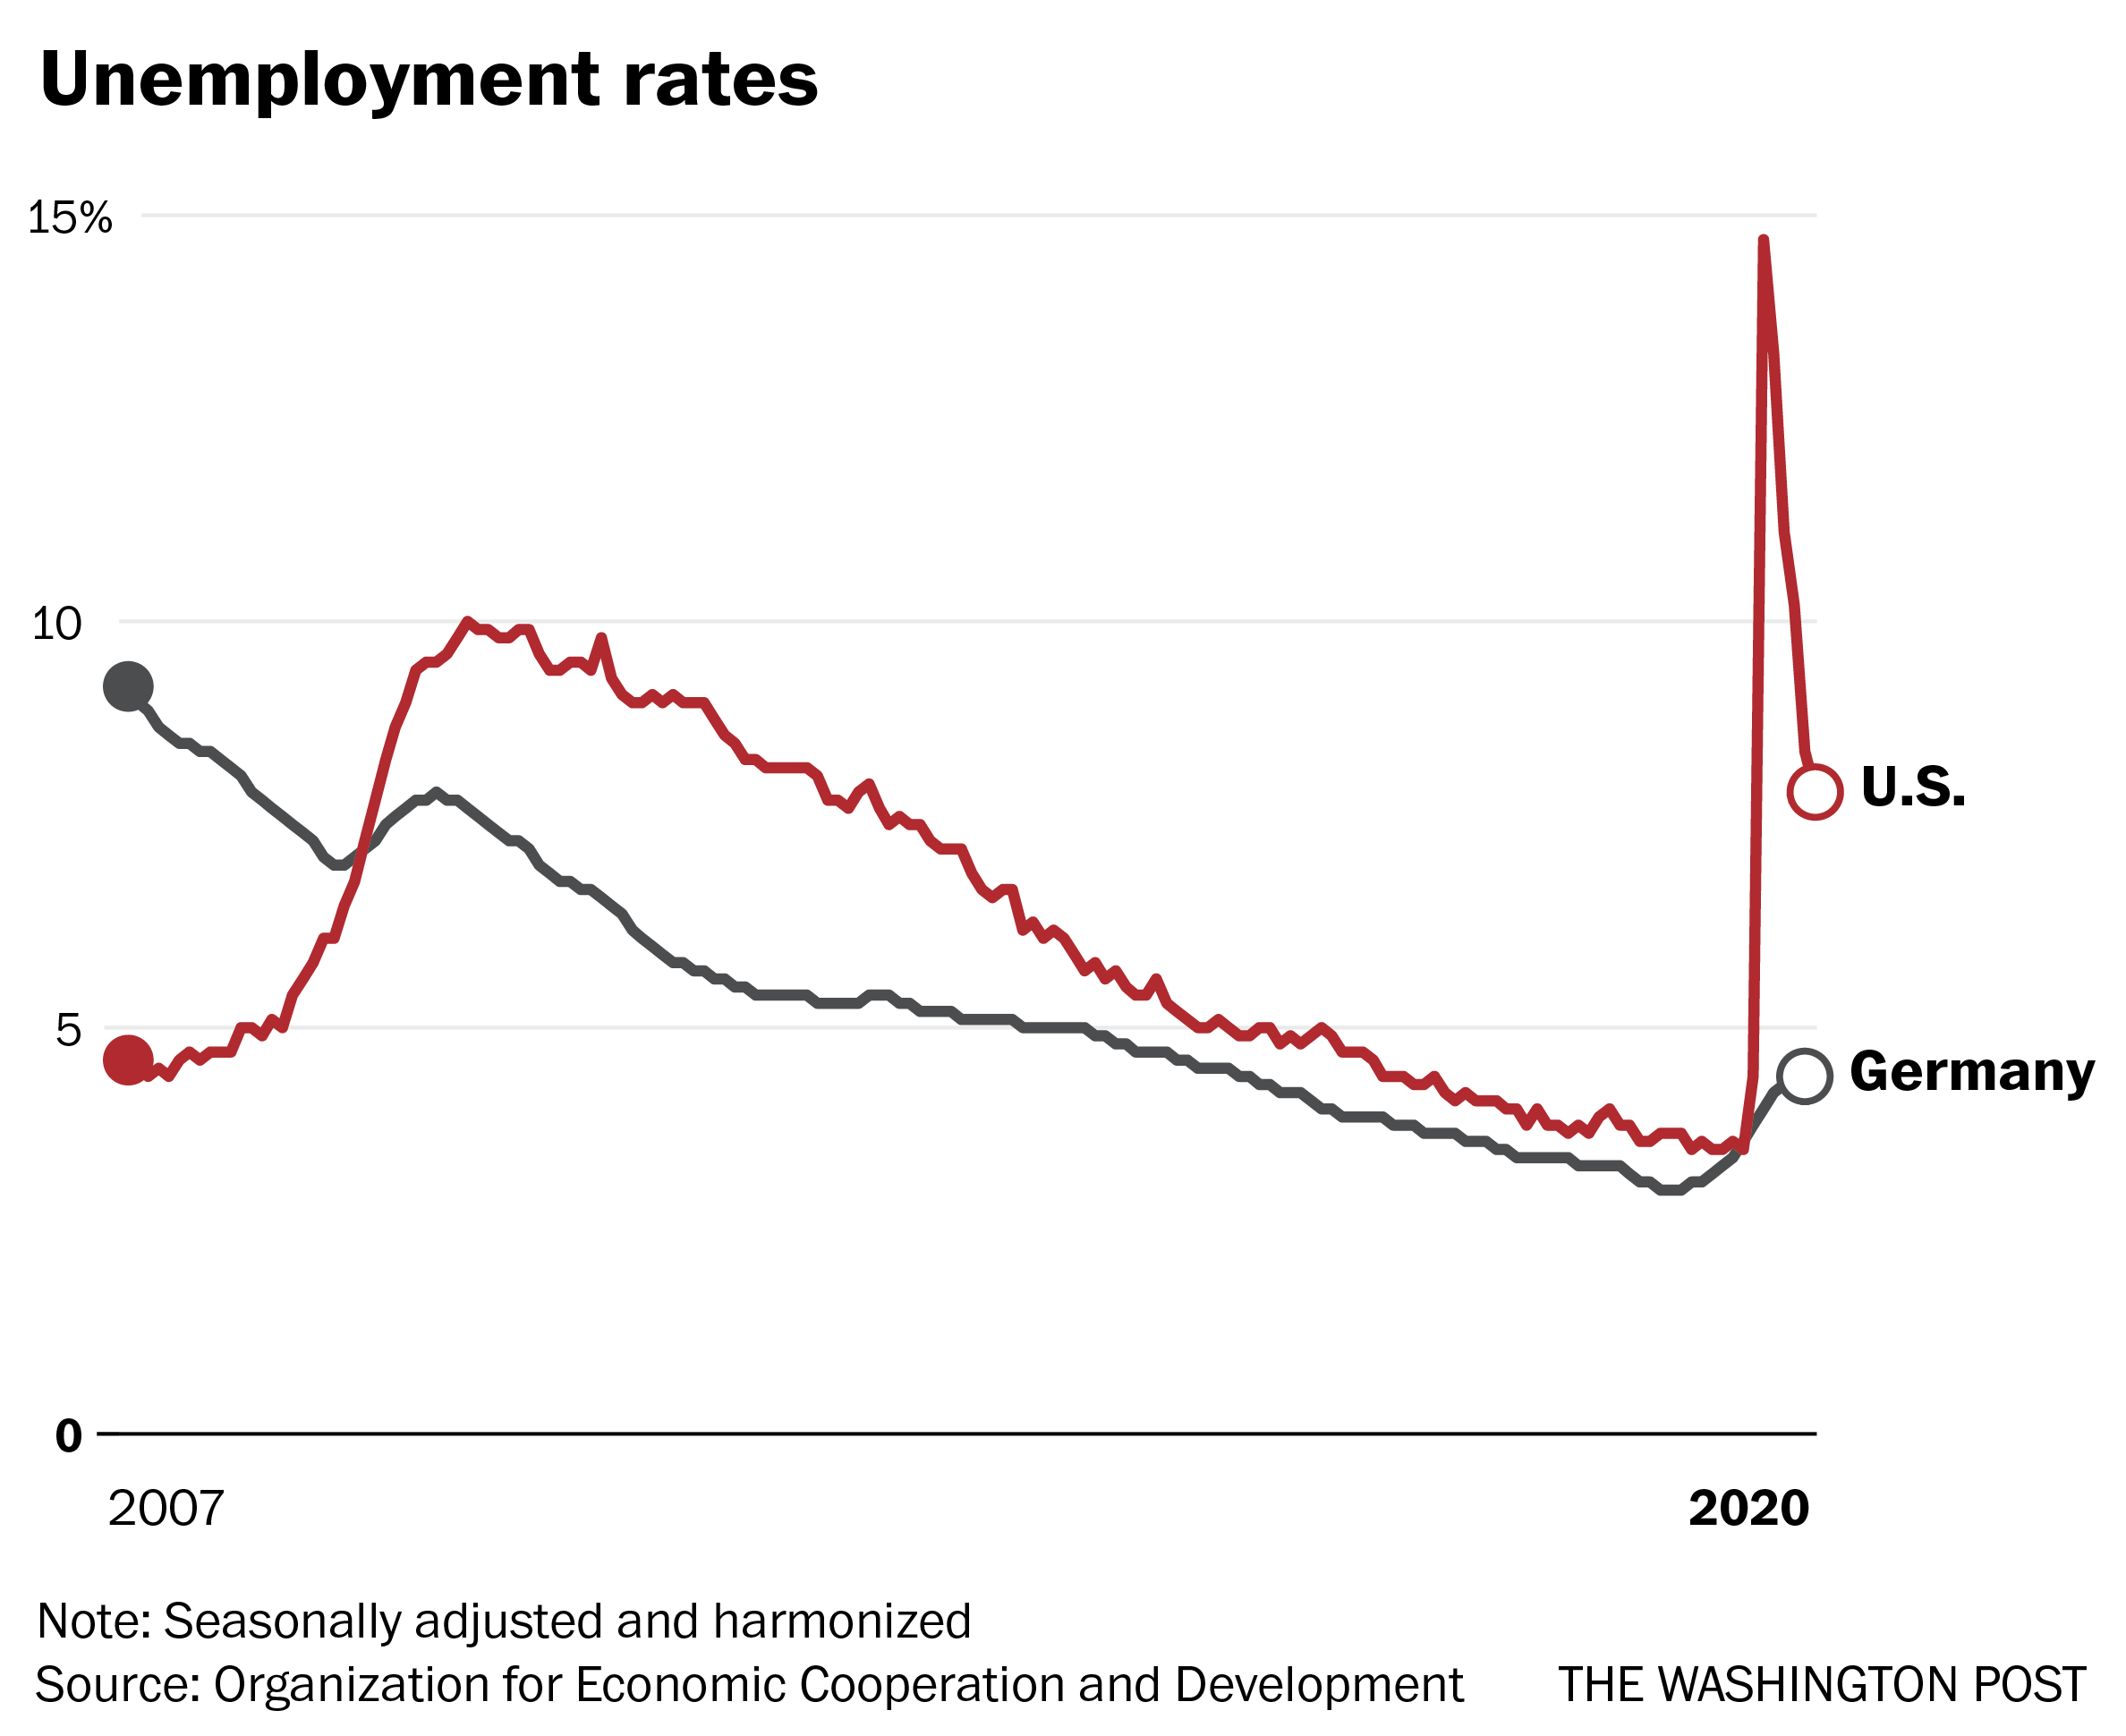 Unemployment rates
15%
10
5
0
U.S.
Germany
2007
2020
Note: Seasonally adjusted and harmonized
Source: Organization for Economic Cooperation and Development
THE WASHINGTON POST